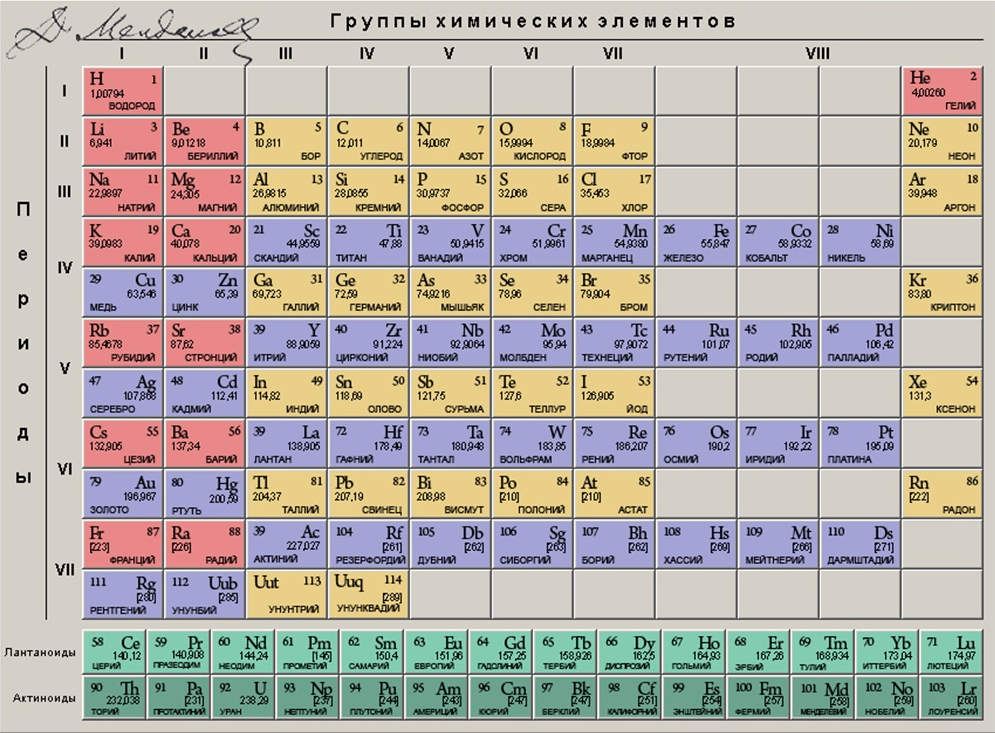 D. Mendeleev
Группы химических элементов
I II III IV V VI VII VIII
Периоды
I
H 1 He 2
1,00794 4,00260
ВОДОРОД ГЕЛИЙ
II
Li 3 Be 4 B 5 C 6 N 7 O 8 F 9 Ne 10
6,941 9,01218 10,811 12,011 14,0067 15,9994 18,9984 20,179
ЛИТИЙ БЕРИЛЛИЙ БОР УГЛЕРОД АЗОТ КИСЛОРОД ФТОР НЕОН
III
Na 11 Mg 12 Al 13 Si 14 P 15 S 16 Cl 17 Ar 18
22,9897 24,305 26,9815 28,0855 30,9737 32,066 35,453 39,948
НАТРИЙ МАГНИЙ АЛЮМИНИЙ КРЕМНИЙ ФОСФОР СЕРА ХЛОР АРГОН
IV
K 19 Ca 20 21 Sc 22 Ti 23 V 24 Cr 25 Mn 26 Fe 27 Co 28 Ni
39,0983 40,078 44,9559 47,88 50,9415 51,9961 54,9380 55,847 58,9332 58,69
КАЛИЙ КАЛЬЦИЙ СКАНДИЙ ТИТАН ВАНАДИЙ ХРОМ МАРГАНЕЦ ЖЕЛЕЗО КОБАЛЬТ НИКЕЛЬ
29 Cu 30 Zn Ga 31 Ge 32 As 33 Se 34 Br 35 Kr 36
63,546 65,39 69,723 72,59 74,9216 78,96 79,904 83,80
МЕДЬ ЦИНК ГАЛЛИЙ ГЕРМАНИЙ МЫШЬЯК СЕЛЕН БРОМ КРИПТОН
V
Rb 37 Sr 38 39 Y 40 Zr 41 Nb 42 Mo 43 Tc 44 Ru 45 Rh 46 Pd
85,4678 87,62 88,9059 91,224 92,9064 95,94 97,9072 101,07 102,905 106,42
РУБИДИЙ СТРОНЦИЙ ИТРИЙ ЦИРКОНИЙ НИОБИЙ МОЛБДЕН ТЕХНЕЦИЙ РУТЕНИЙ РОДИЙ ПАЛЛАДИЙ
47 Ag 48 Cd In 49 Sn 50 Sb 51 Te 52 I 53 Xe 54
107,868 112,41 114,82 118,69 121,75 127,6 126,905 131,3
СЕРЕБРО КАДМИЙ ИНДИЙ ОЛОВО СУРЬМА ТЕЛЛУР ЙОД КСЕНОН
VI
Cs 55 Ba 56 39 La 72 Hf 73 Ta 74 W 75 Re 76 Os 77 Ir 78 Pt
132,905 137,34 138,905 178,49 180,948 183,85 186,207 190,2 192,22 195,09
ЦЕЗИЙ БАРИЙ ЛАНТАН ГАФНИЙ ТАНТАЛ ВОЛЬФРАМ РЕНИЙ ОСМИЙ ИРИДИЙ ПЛАТИНА
79 Au 80 Hg Tl 81 Pb 82 Bi 83 Po 84 At 85 Rn 86
196,967 200,59 204,37 207,19 208,98 [210] [210] [222]
ЗОЛОТО РТУТЬ ТАЛЛИЙ СВИНЕЦ ВИСМУТ ПОЛОНИЙ АСТАТ РАДОН
VII
Fr 87 Ra 88 39 Ac 104 Rf 105 Db 106 Sg 107 Bh 108 Hs 109 Mt 110 Ds
[223] [226] 227,027 [261] [262] [263] [262] [269] [266] [271]
ФРАНЦИЙ РАДИЙ АКТИНИЙ РЕЗЕРФОРДИЙ ДУБНИЙ СИБОРГИЙ БОРИЙ ХАССИЙ МЕЙТНЕРИЙ ДАРМШТАДИЙ
111 Rg 112 Uub Uut 113 Uuq 114
[280] [285] [289]
РЕНТГЕНИЙ УНУНБИЙ УНУНТРИЙ УНУНКВАДИЙ
Лантаноиды
58 Ce 59 Pr 60 Nd 61 Pm 62 Sm 63 Eu 64 Gd 65 Tb 66 Dy 67 Ho 68 Er 69 Tm 70 Yb 71 Lu
140,12 140,908 144,24 [145] 150,4 151,96 157,25 158,926 162,5 164,93 167,26 168,934 173,04 174,97
ЦЕРИЙ ПРАЗЕОДИМ НЕОДИМ ПРОМЕТИЙ САМАРИЙ ЕВРОПИЙ ГАДОЛИНИЙ ТЕРБИЙ ДИСПРОЗИЙ ГОЛЬМИЙ ЭРБИЙ ТУЛИЙ ИТТЕРБИЙ ЛЮТЕЦИЙ
Актиноиды
90 Th 91 Pa 92 U 93 Np 94 Pu 95 Am 96 Cm 97 Bk 98 Cf 99 Es 100 Fm 101 Md 102 No 103 Lr
232,038 [231] 238,29 [237] [244] [243] [247] [247] [251] [254] [257] [258] [259] [260]
ТОРИЙ ПРОТАКТИНИЙ УРАН НЕПТУНИЙ ПЛУТОНИЙ АМЕРИЦИЙ КЮРИЙ БЕРКЛИЙ КАЛИФОРНИЙ ЭНШТЕЙНИЙ ФЕРМИЙ МЕНДЕЛЕВИЙ НОБЕЛИЙ ЛОУРЕНСИЙ